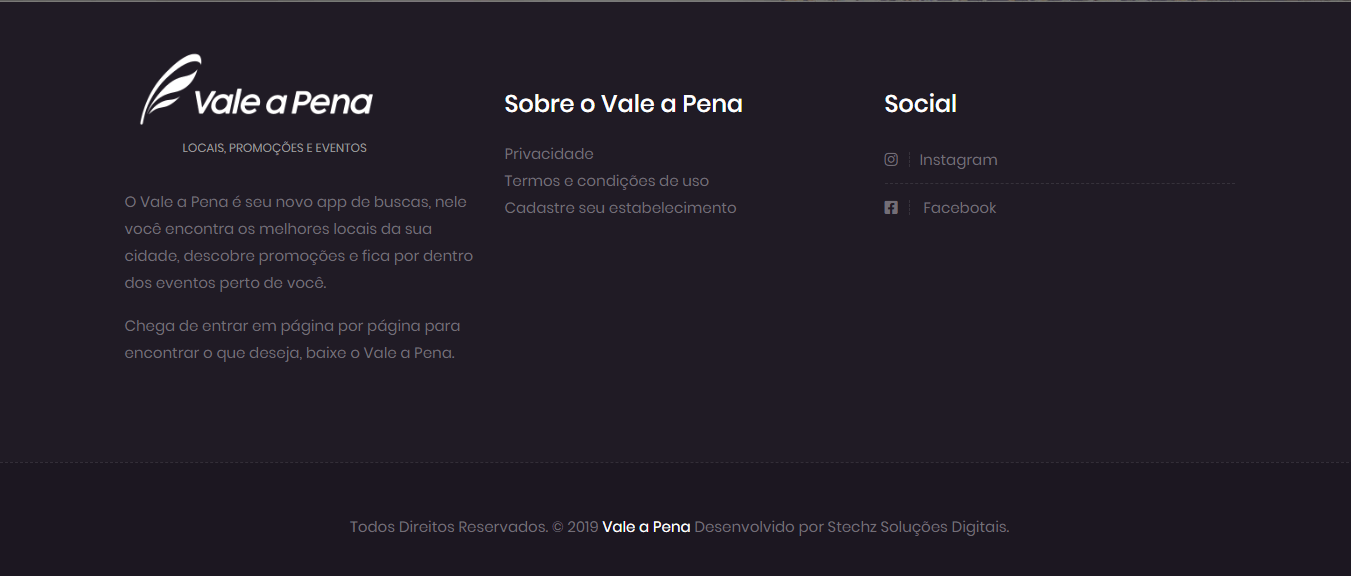 Vale a Pena
LOCAIS, PROMOÇÕES E EVENTOS
O Vale a Pena é seu novo app de buscas, nele
você encontra os melhores locais da sua
cidade, descobre promoções e fica por dentro
dos eventos perto de você.
Chega de entrar em página por página para
encontrar o que deseja, baixe o Vale a Pena.
Sobre o Vale a Pena
Privacidade
Termos e condições de uso
Cadastre seu estabelecimento
Social
Instagram
Facebook
Todos Direitos Reservados. © 2019 Vale a Pena Desenvolvido por Stechz Soluções Digitais.